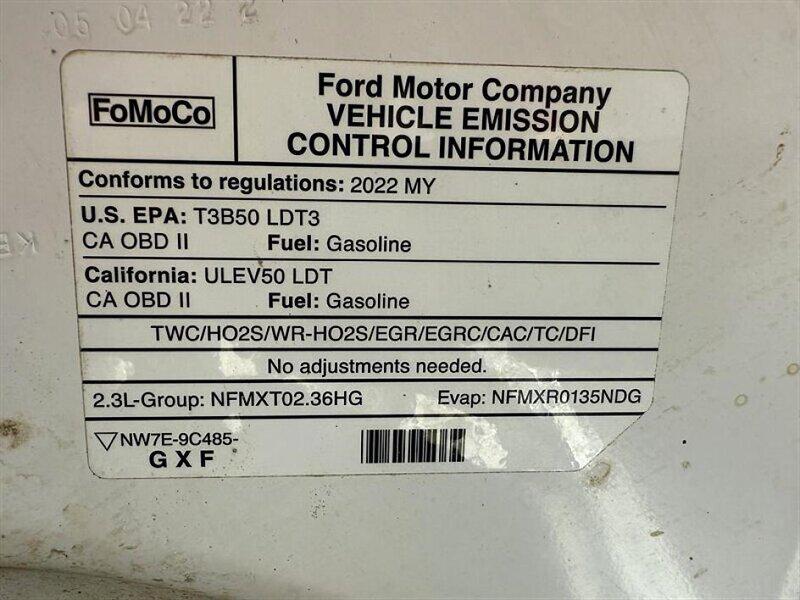 05 04 22 2
FoMoCo
Ford Motor Company
VEHICLE EMISSION
CONTROL INFORMATION
Conforms to regulations: 2022 MY
U.S. EPA: T3B50 LDT3
CA OBD II Fuel: Gasoline
California: ULEV50 LDT
CA OBD II Fuel: Gasoline
TWC/HO2S/WR-HO2S/EGR/EGRC/CAC/TC/DFI
No adjustments needed.
2.3L-Group: NFMXT02.36HG Evap: NFMXR0135NDG
NW7E-9C485-
G X F